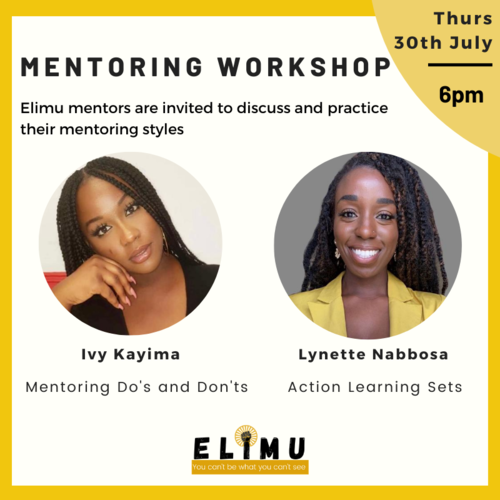 Thurs
30th July
6pm
MENTORING WORKSHOP
Elimu mentors are invited to discuss and practice
their mentoring styles
Ivy Kayima
Lynette Nabbosa
Mentoring Do's and Don'ts
Action Learning Sets
ELIMU
You can't be what you can't see